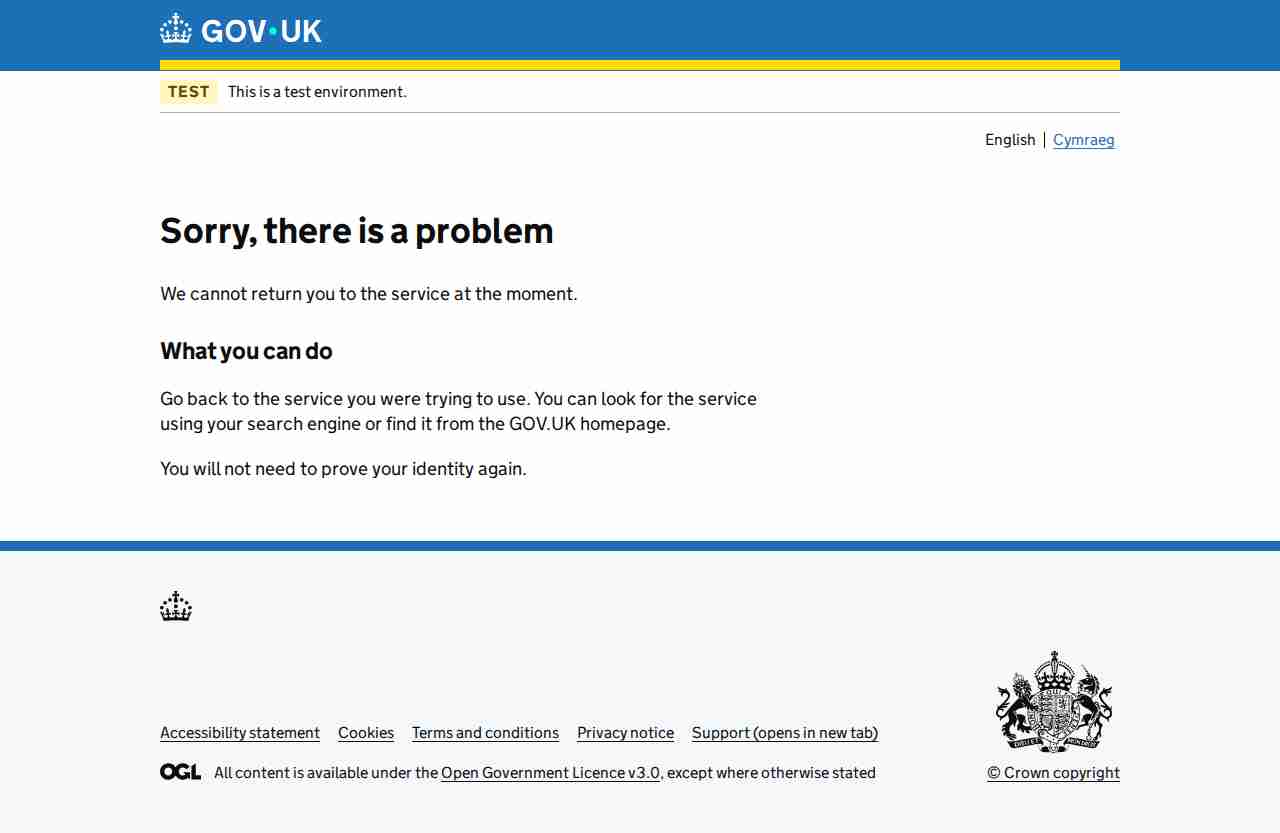 GOV·UK
TEST This is a test environment.
English | Cymraeg
Sorry, there is a problem
We cannot return you to the service at the moment.
What you can do
Go back to the service you were trying to use. You can look for the service
using your search engine or find it from the GOV.UK homepage.
You will not need to prove your identity again.
Accessibility statement Cookies Terms and conditions Privacy notice Support (opens in new tab)
OGL All content is available under the Open Government Licence v3.0, except where otherwise stated
© Crown copyright